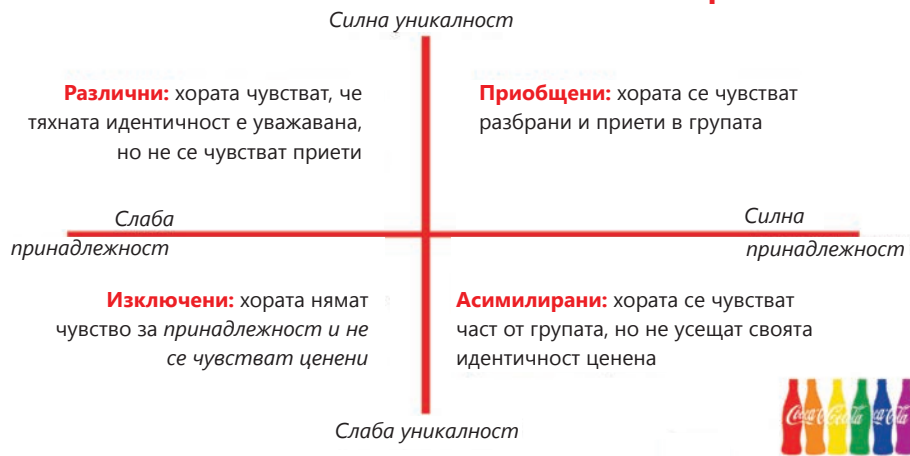 Силна уникалност
Различни: хората чувстват, че
тяхната идентичност е уважавана,
но не се чувстват приети
Приобщени: хората се чувстват
разбрани и приети в групата
Слаба
принадлежност
Силна
принадлежност
Изключени: хората нямат
чувство за принадлежност и не
се чувстват ценени
Асимилирани: хората се чувстват
част от групата, но не усещат своята
идентичност ценена
Слаба уникалност